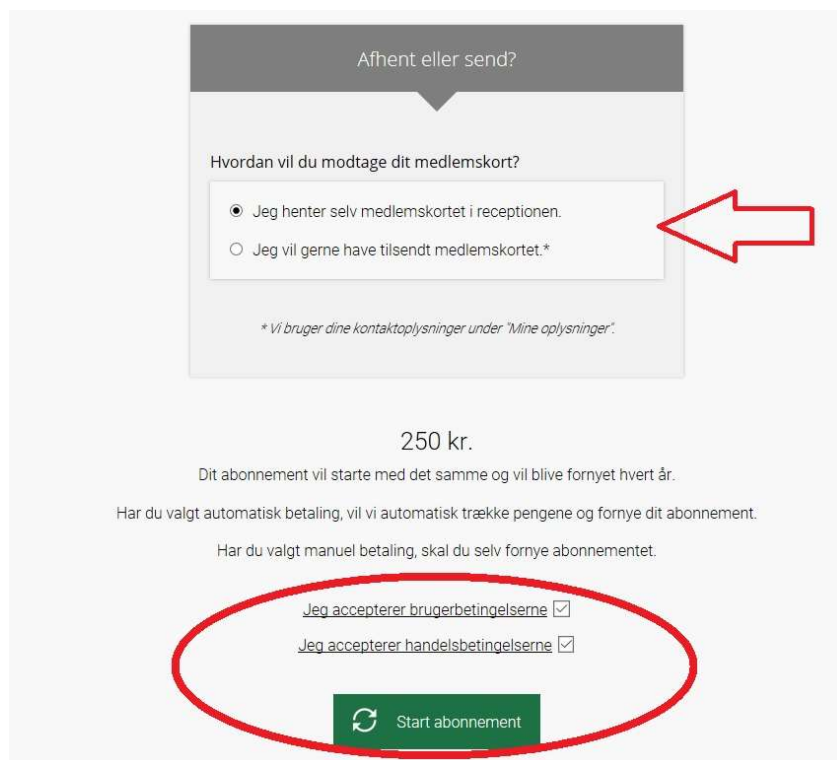 Afhent eller send?
Hvordan vil du modtage dit medlemskort?
Jeg henter selv medlemskortet i receptionen.
Jeg vil gerne have tilsendt medlemskortet.*
* Vi bruger dine kontaktoplysninger under "Mine oplysninger".
250 kr.
Dit abonnement vil starte med det samme og vil blive fornyet hvert år.
Har du valgt automatisk betaling, vil vi automatisk trække pengene og fornye dit abonnement.
Har du valgt manuel betaling, skal du selv fornye abonnementet.
Jeg accepterer brugerbetingelserne
Jeg accepterer handelsbetingelserne
Start abonnement